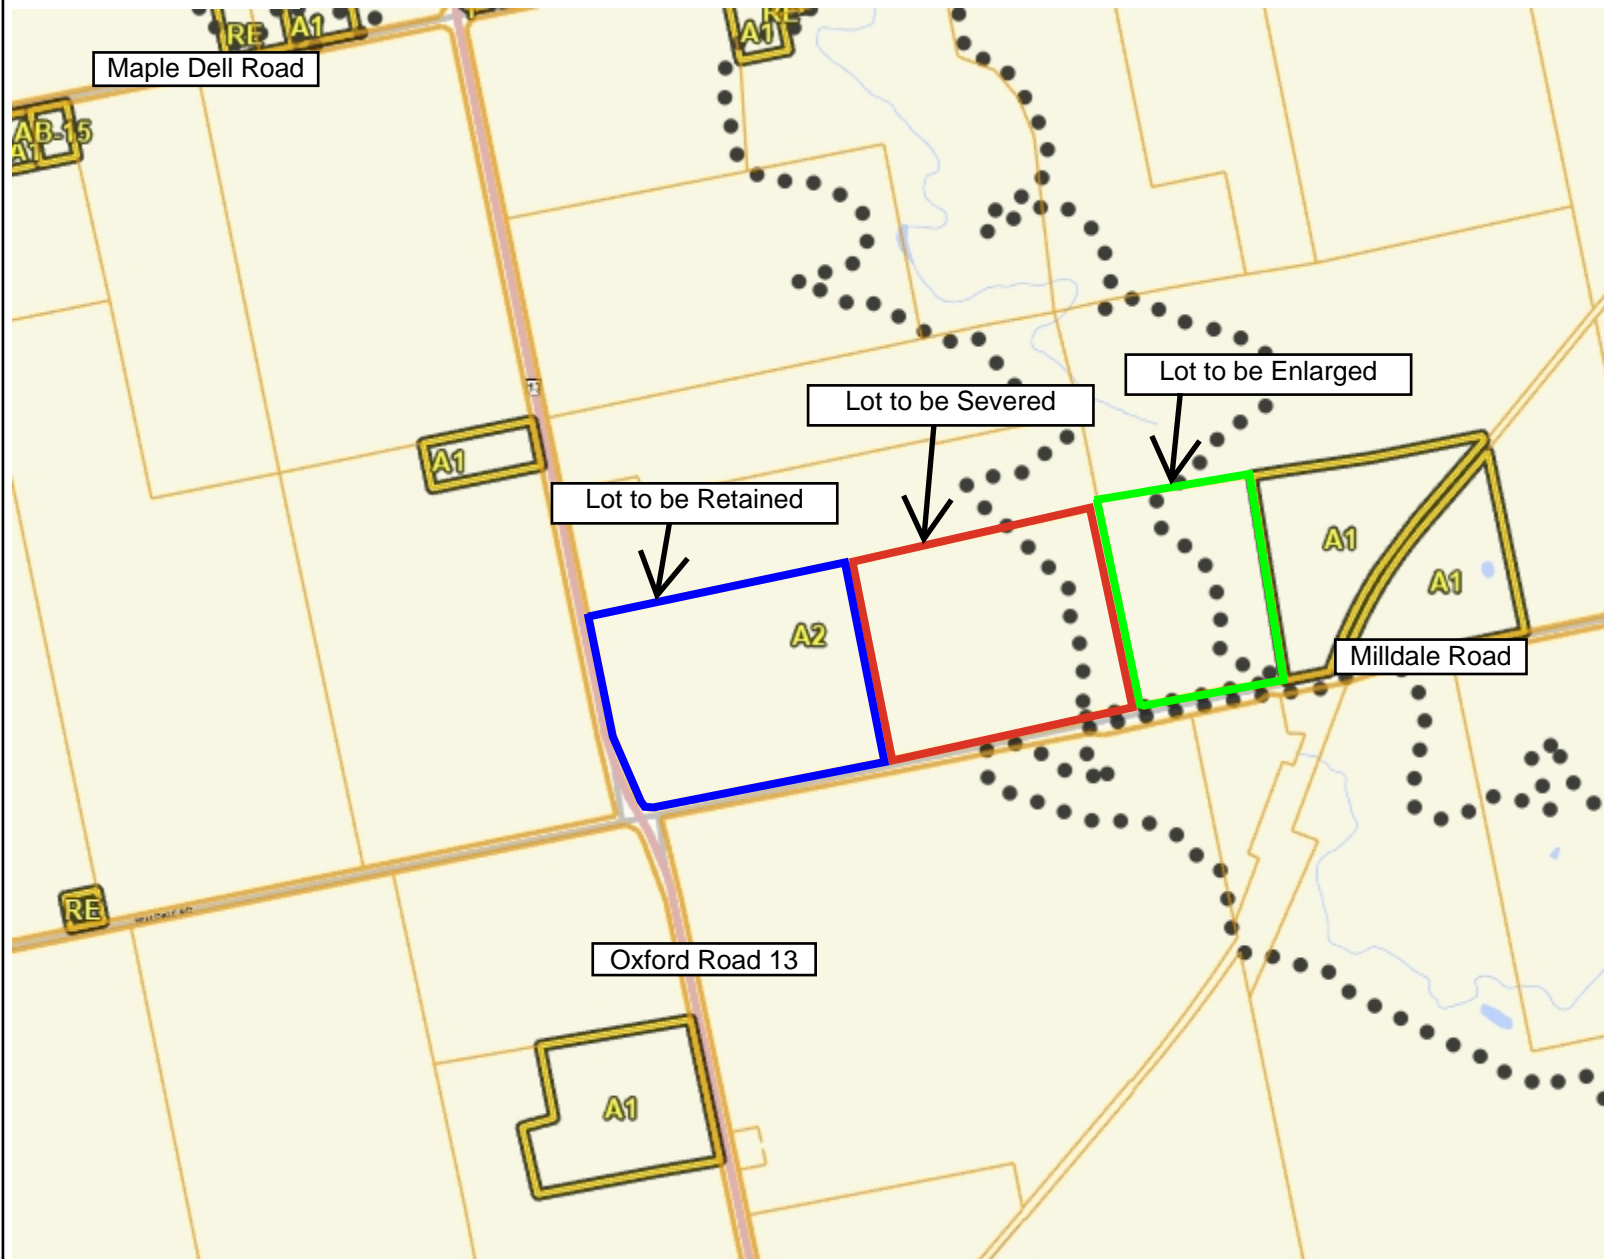 RE
A1
RE
A1
Maple Dell Road
AB-15
A1
Lot to be Enlarged
Lot to be Severed
A1
Lot to be Retained
A1
A1
A2
Milldale Road
RE
Oxford Road 13
A1